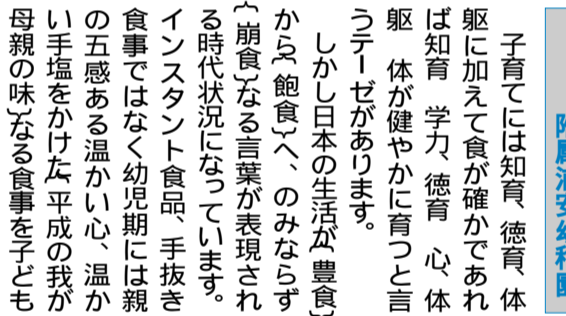 子育てには知育、徳育、体
躯に加えて食が確かであれ
ば知育　学力、徳育　心、体
躯　体が健やかに育つと言
うテーゼがあります。
しかし日本の生活が{豊食}
から{飽食}へ、のみならず
{崩食}なる言葉が表現され
る時代状況になっています。
インスタント食品、手抜き
食事ではなく幼児期には親
の五感ある温かい心、温か
い手塩をかけた{平成の我が
母親の味}なる食事を子ども